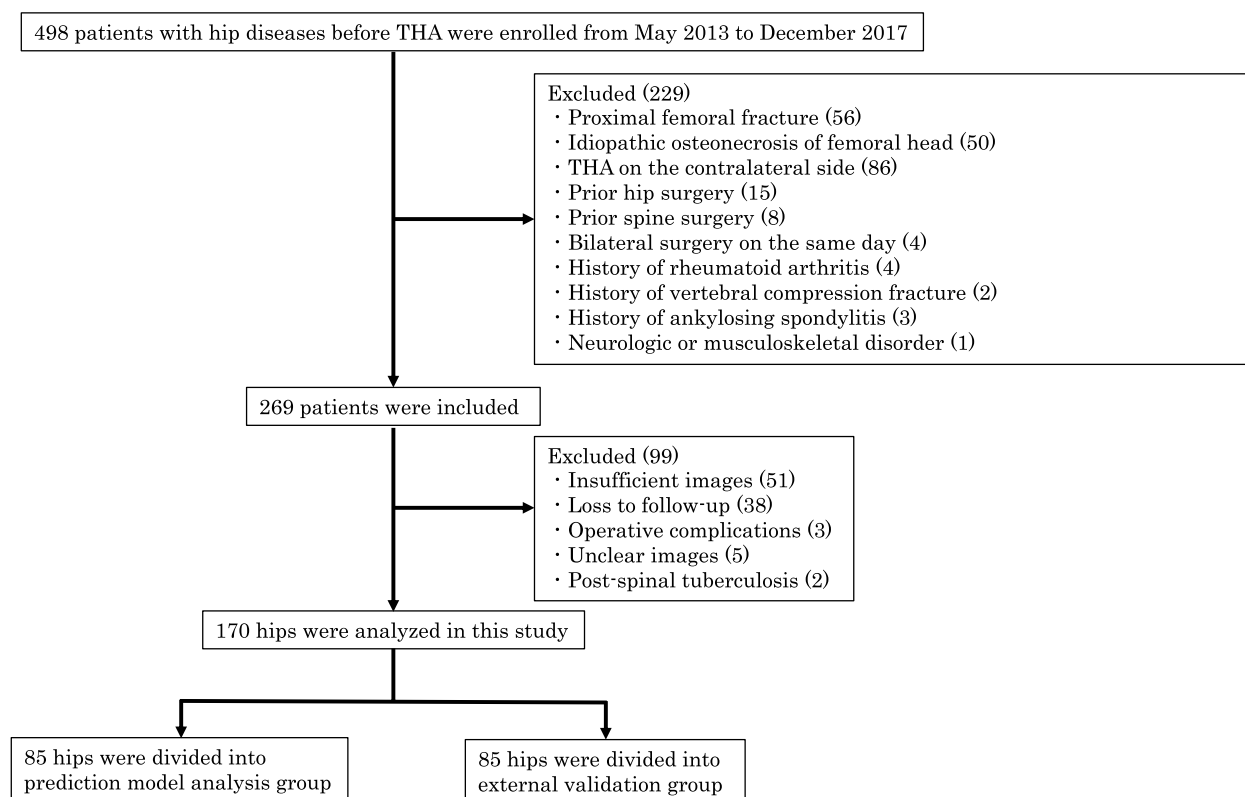 498 patients with hip diseases before THA were enrolled from May 2013 to December 2017
Excluded (229)
・Proximal femoral fracture (56)
・Idiopathic osteonecrosis of femoral head (50)
・THA on the contralateral side (86)
・Prior hip surgery (15)
・Prior spine surgery (8)
・Bilateral surgery on the same day (4)
・History of rheumatoid arthritis (4)
・History of vertebral compression fracture (2)
・History of ankylosing spondylitis (3)
・Neurologic or musculoskeletal disorder (1)
269 patients were included
Excluded (99)
・Insufficient images (51)
・Loss to follow-up (38)
・Operative complications (3)
・Unclear images (5)
・Post-spinal tuberculosis (2)
170 hips were analyzed in this study
85 hips were divided into
prediction model analysis group
85 hips were divided into
external validation group